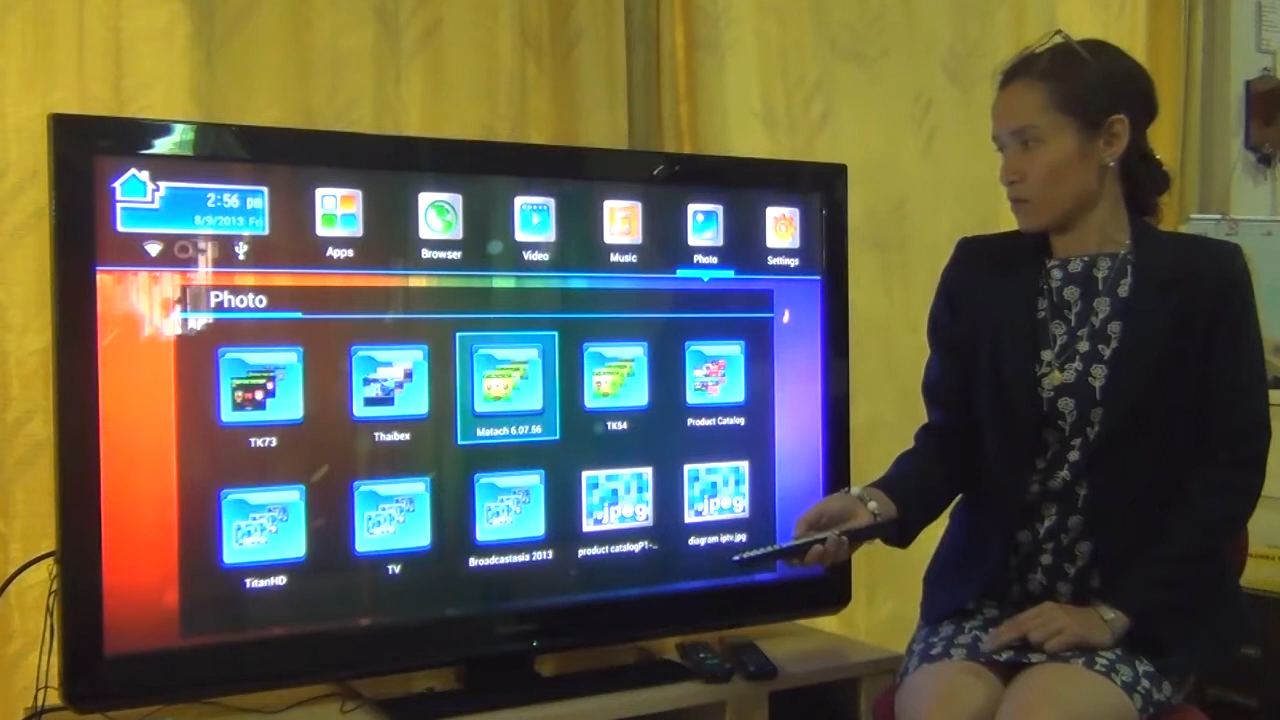 2:56 pm
8/9/2013 Fri
Apps
Browser
Video
Music
Photo
Settings
Photo
TK73
Thaibex
Matach 6.07.56
TK54
Product Catalog
TitanHD
TV
Broadcastasia 2013
jpeg
product catalogP1-...
jpeg
diagram iptv.jpg